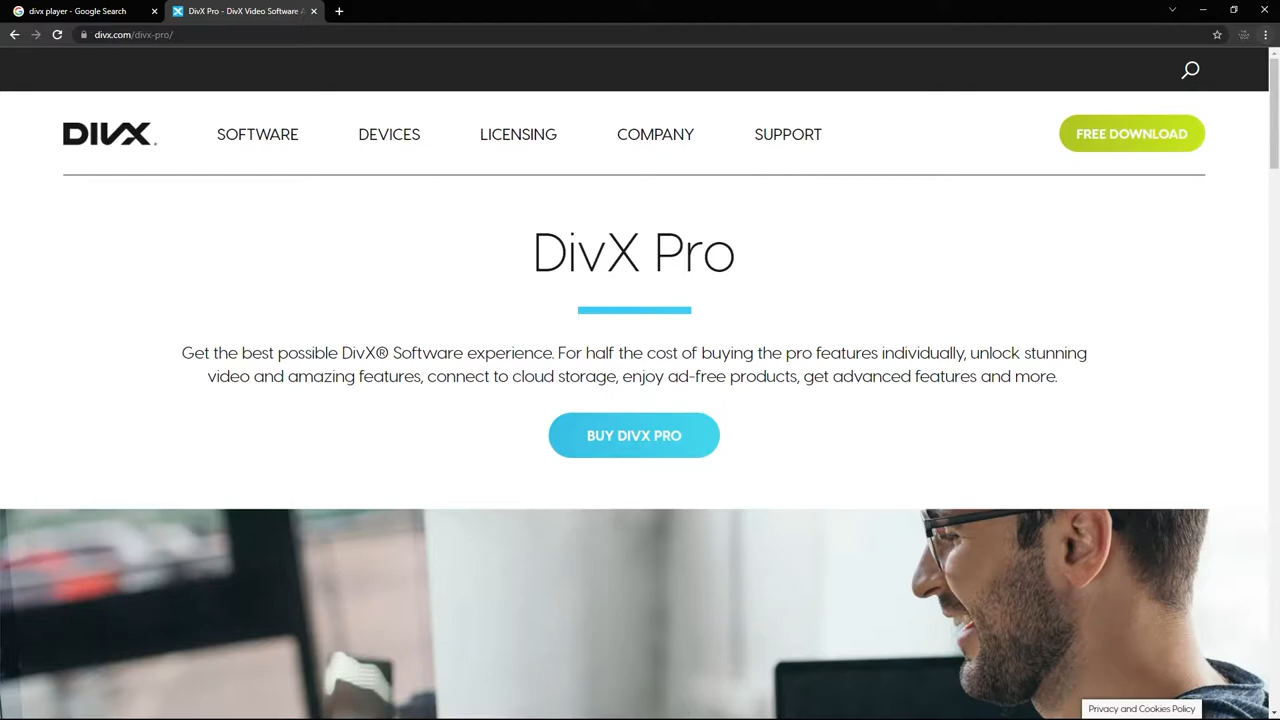 divx player - Google Search
DivX Pro - DivX Video Software A
divx.com/divx-pro/
DIVX.
SOFTWARE
DEVICES
LICENSING
COMPANY
SUPPORT
FREE DOWNLOAD
DivX Pro
Get the best possible DivX® Software experience. For half the cost of buying the pro features individually, unlock stunning
video and amazing features, connect to cloud storage, enjoy ad-free products, get advanced features and more.
BUY DIVX PRO
Privacy and Cookies Policy